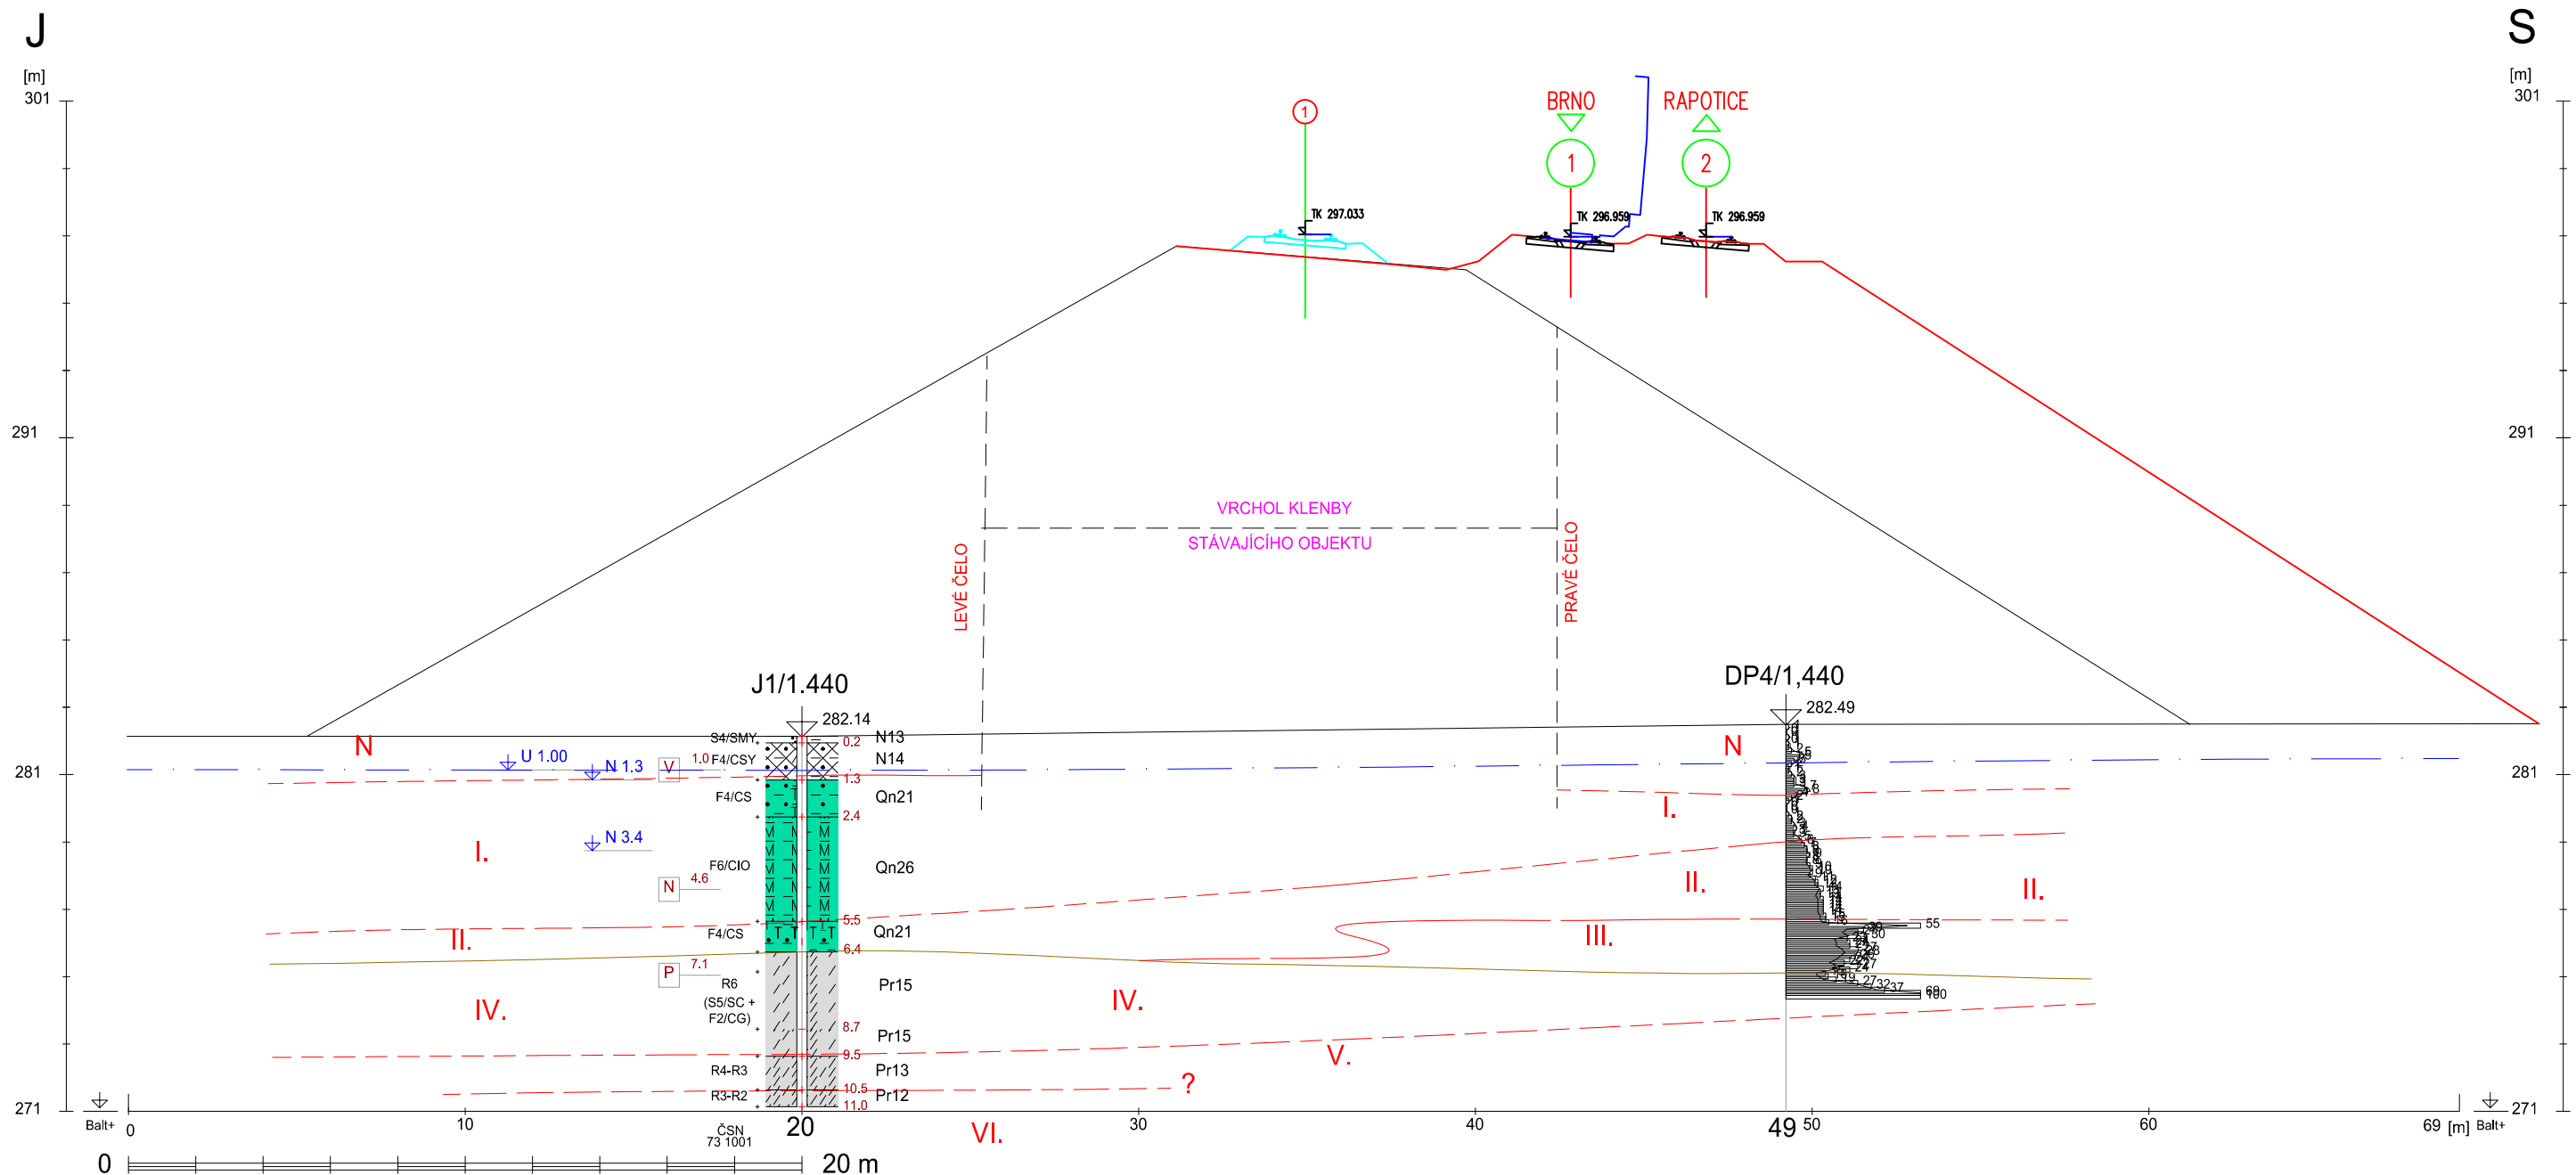 J
S
[m]
[m]
301
301
1
BRNO
RAPOTICE
1
2
TK 297.033
TK 296.959
TK 296.959
291
291
VRCHOL KLENBY
STÁVAJÍCÍHO OBJEKTU
LEVÉ ČELO
PRAVÉ ČELO
J1/1.440
DP4/1,440
282.14
282.49
N
N
S4/SMY
0.2
N13
U 1.00
N 1.3
V
1.0
F4/CSY
N14
281
281
1.3
F4/CS
Qn21
I.
2.4
N 3.4
I.
F6/CIO
Qn26
N
4.6
II.
II.
5.5
II.
F4/CS
Qn21
III.
55
6.4
P
7.1
R6
(S5/SC +
F2/CG)
Pr15
IV.
IV.
27
32
37
69
100
8.7
Pr15
9.5
V.
R4-R3
Pr13
10.5
?
R3-R2
Pr12
11.0
271
271
Balt+
Balt+
0
10
ČSN
73 1001
20
30
40
49
50
60
69 [m]
VI.
0
20 m